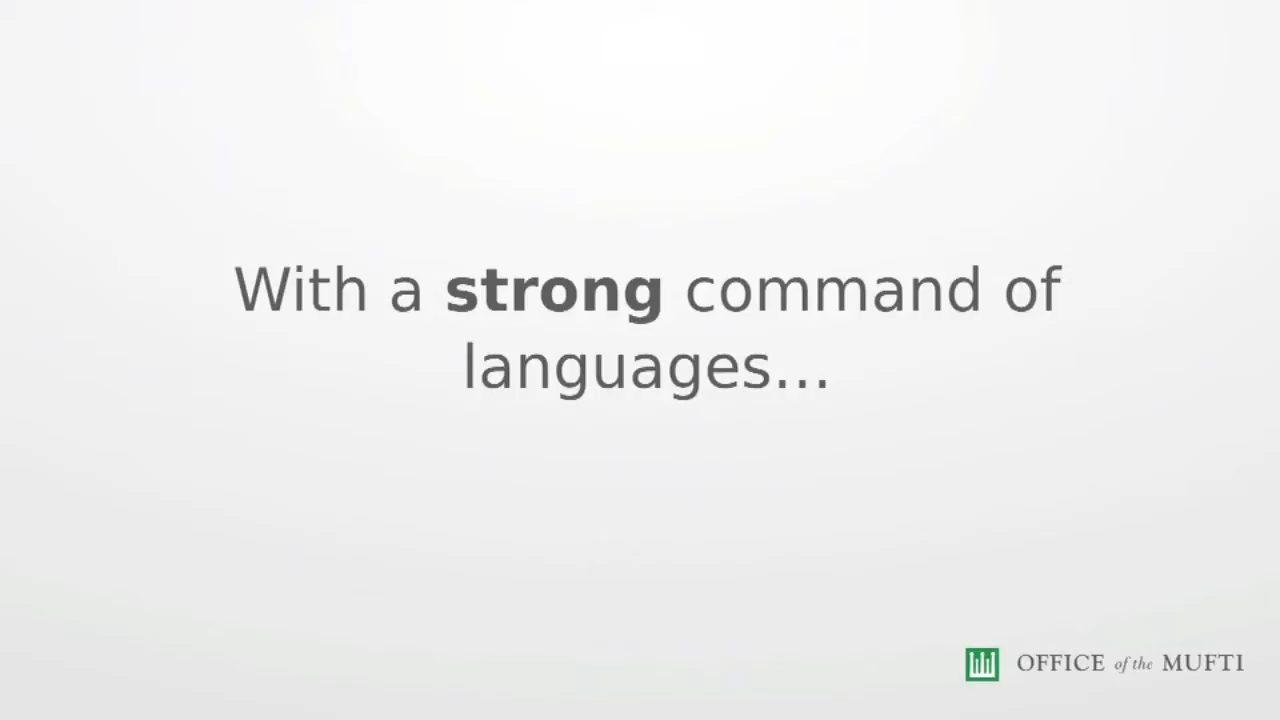 With a strong command of
languages...
OFFICE of the MUFTI